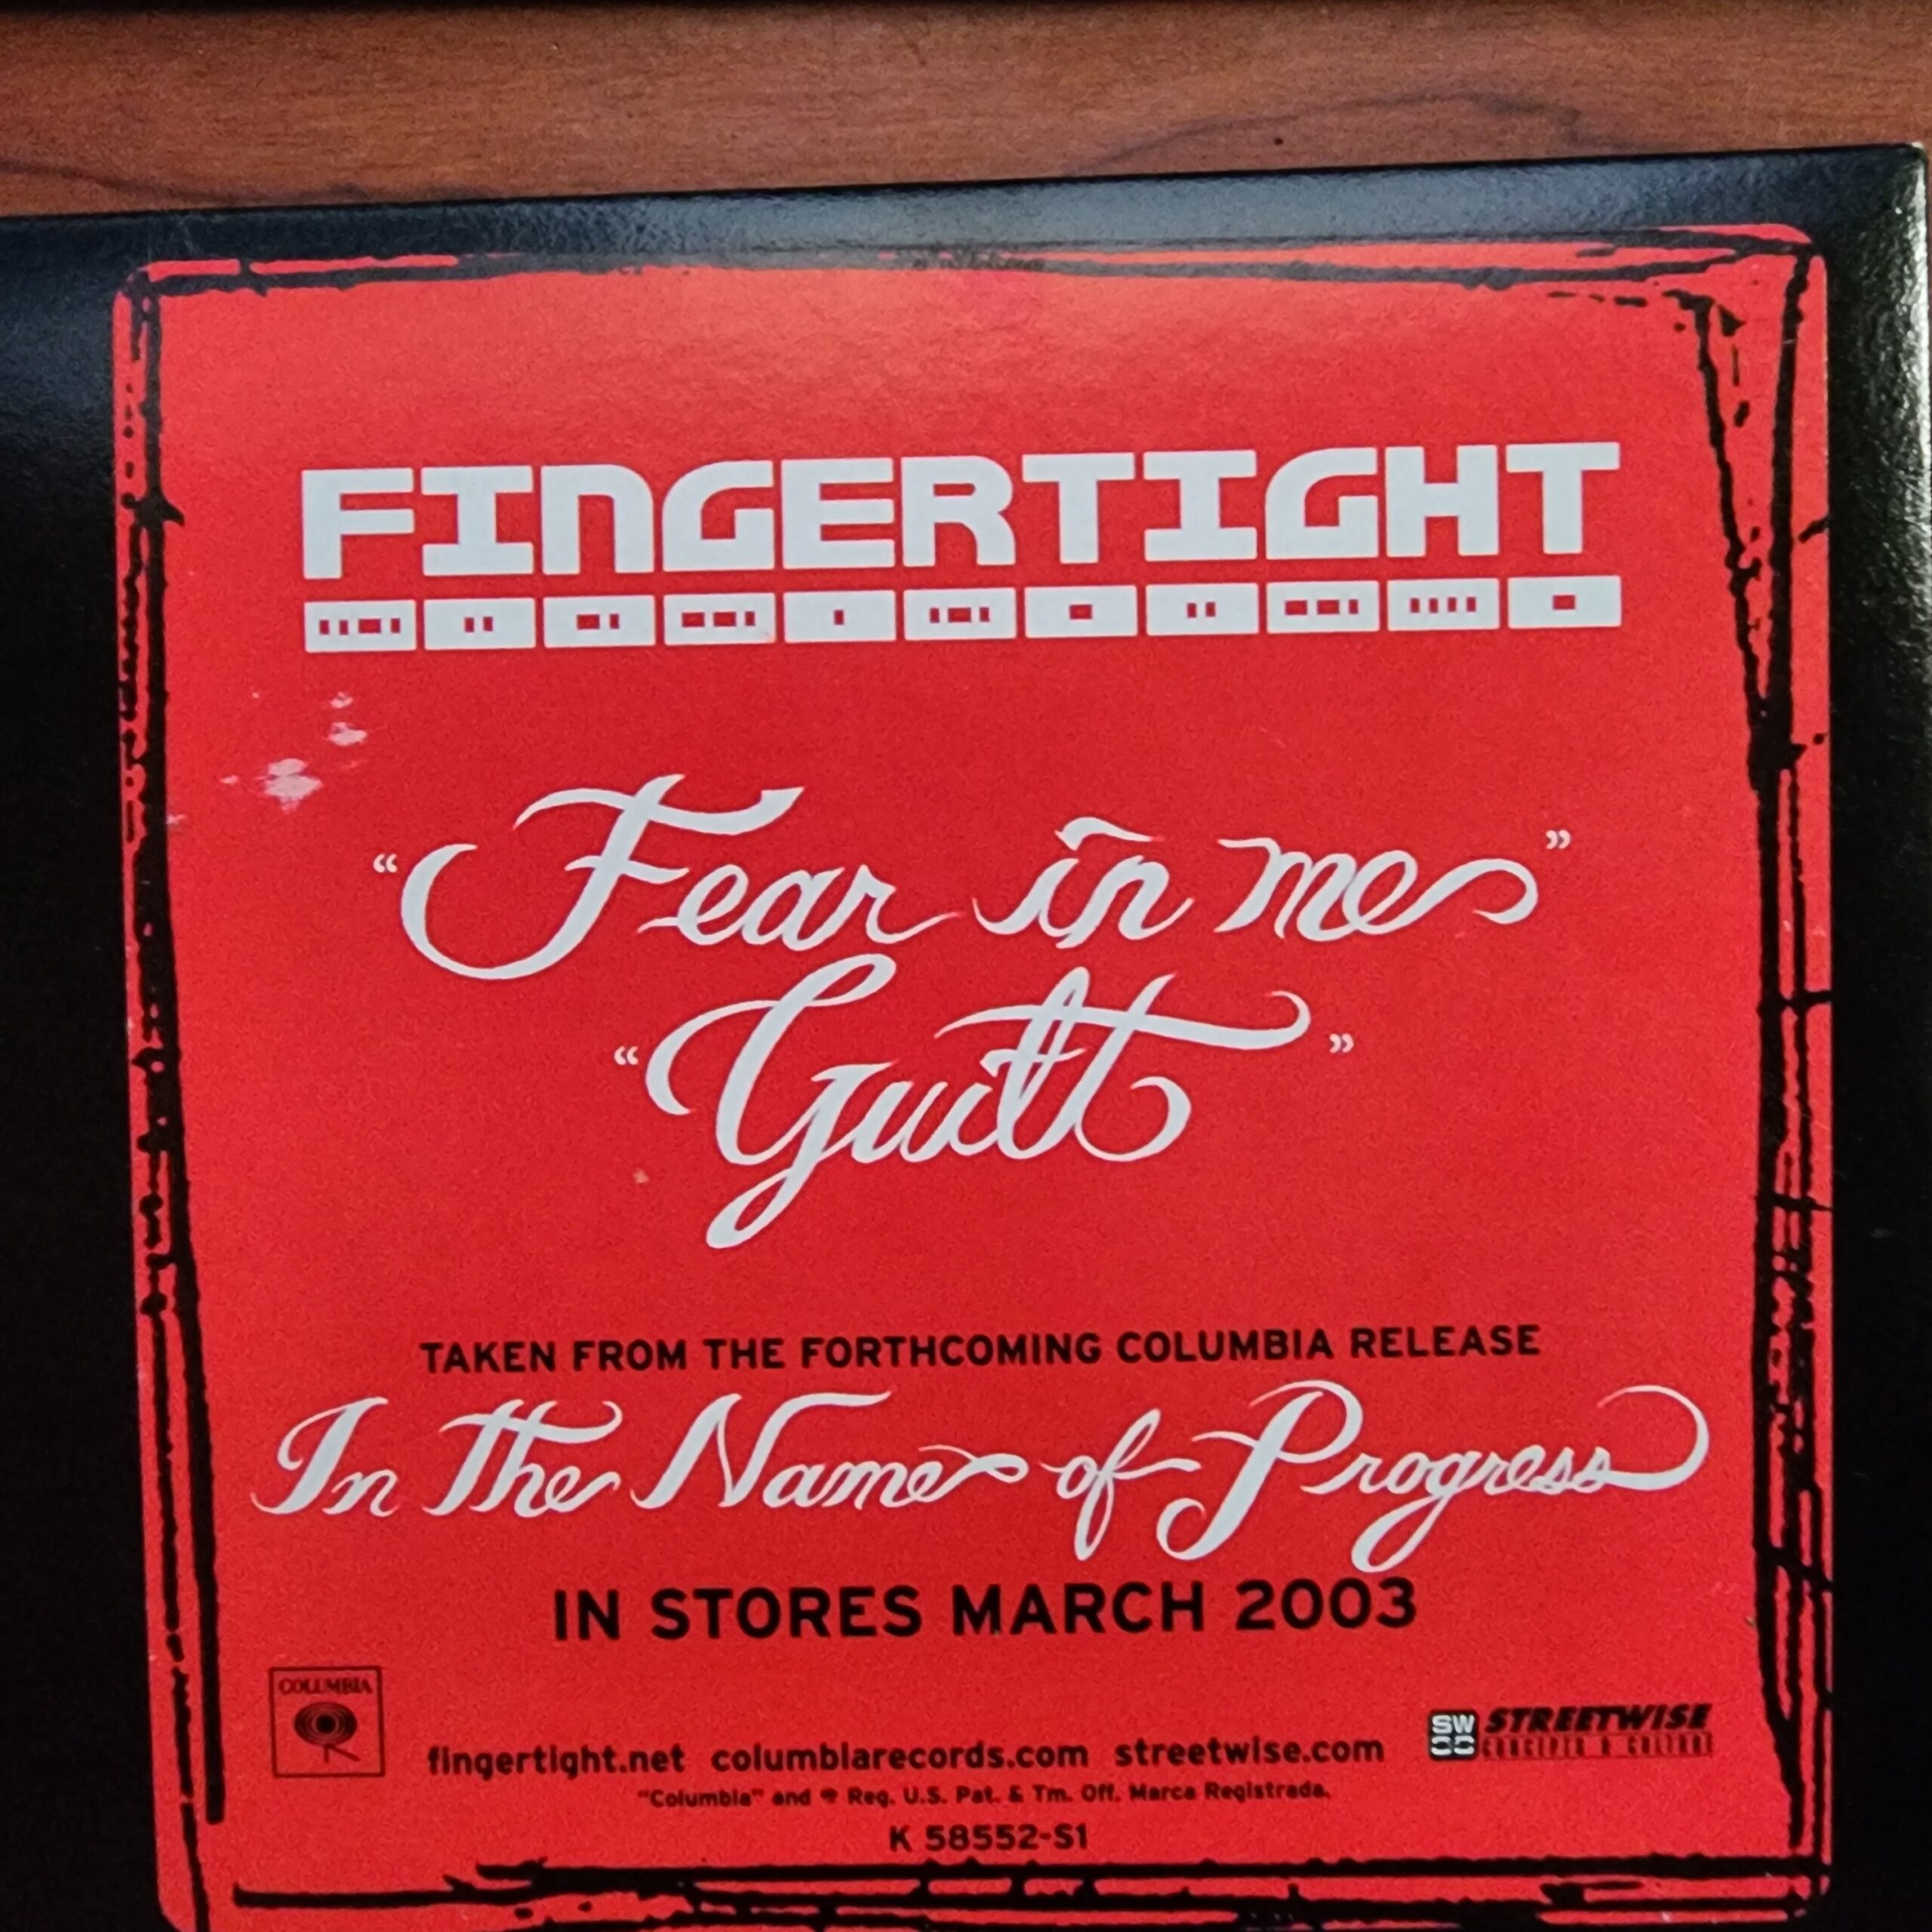 FINGERTIGHT
“Fear in me”
“Guilt”
TAKEN FROM THE FORTHCOMING COLUMBIA RELEASE
In The Name of Progress
IN STORES MARCH 2003
COLUMBIA
SW
STREETWISE
CONCEPTS & CULTURE
fingertight.net columbiarecords.com streetwise.com
"Columbia" and Reg. U.S. Pat. & Tm. Off. Marca Registrada.
K 58552-S1